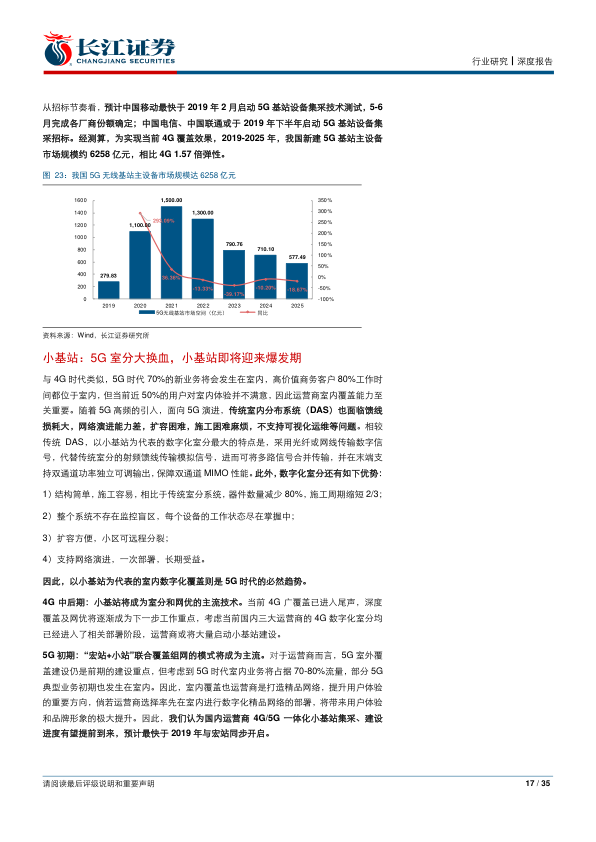 长江证券
CHANGJIANG SECURITIES
行业研究┃深度报告
从招标节奏看，预计中国移动最快于 2019 年 2 月启动 5G 基站设备集采技术测试，5-6
月完成各厂商份额确定；中国电信、中国联通或于 2019 年下半年启动 5G 基站设备集
采招标。经测算，为实现当前 4G 覆盖效果，2019-2025 年，我国新建 5G 基站主设备
市场规模约 6258 亿元，相比 4G 1.57 倍弹性。
图 23：我国 5G 无线基站主设备市场规模达 6258 亿元
1600
1400
1200
1000
800
600
400
200
0
279.83
1,100.00
1,500.00
1,300.00
790.76
710.10
577.49
293.09%
36.36%
-13.33%
-39.17%
-10.20%
-18.67%
350%
300%
250%
200%
150%
100%
50%
0%
-50%
-100%
2019 2020 2021 2022 2023 2024 2025
5G无线基站市场空间（亿元） 同比
资料来源：Wind，长江证券研究所
小基站：5G 室分大换血，小基站即将迎来爆发期
与 4G 时代类似，5G 时代 70%的新业务将会发生在室内，高价值商务客户 80%工作时
间都位于室内，但当前近 50%的用户对室内体验并不满意，因此运营商室内覆盖能力至
关重要。随着 5G 高频的引入，面向 5G 演进，传统室内分布系统（DAS）也面临馈线
损耗大，网络演进能力差，扩容困难，施工困难麻烦，不支持可视化运维等问题。相较
传统 DAS，以小基站为代表的数字化室分最大的特点是，采用光纤或网线传输数字信
号，代替传统室分的射频馈线传输模拟信号，进而可将多路信号合并传输，并在末端支
持双通道功率独立可调输出，保障双通道 MIMO 性能。此外，数字化室分还有如下优势：
1）结构简单，施工容易，相比于传统室分系统，器件数量减少 80%、施工周期缩短 2/3；
2）整个系统不存在监控盲区，每个设备的工作状态尽在掌握中；
3）扩容方便，小区可远程分裂；
4）支持网络演进，一次部署，长期受益。
因此，以小基站为代表的室内数字化覆盖则是 5G 时代的必然趋势。
4G 中后期：小基站将成为室分和网优的主流技术。当前 4G 广覆盖已进入尾声，深度
覆盖及网优将逐渐成为下一步工作重点，考虑当前国内三大运营商的 4G 数字化室分均
已经进入了相关部署阶段，运营商或将大量启动小基站建设。
5G 初期：“宏站+小站”联合覆盖组网的模式将成为主流。对于运营商而言，5G 室外覆
盖建设仍是前期的建设重点，但考虑到 5G 时代室内业务将占据 70-80%流量，部分 5G
典型业务初期也发生在室内。因此，室内覆盖也运营商是打造精品网络，提升用户体验
的重要方向，倘若运营商选择率先在室内进行数字化精品网络的部署，将带来用户体验
和品牌形象的极大提升。因此，我们认为国内运营商 4G/5G 一体化小基站集采、建设
进度有望提前到来，预计最快于 2019 年与宏站同步开启。
请阅读最后评级说明和重要声明
17 / 35